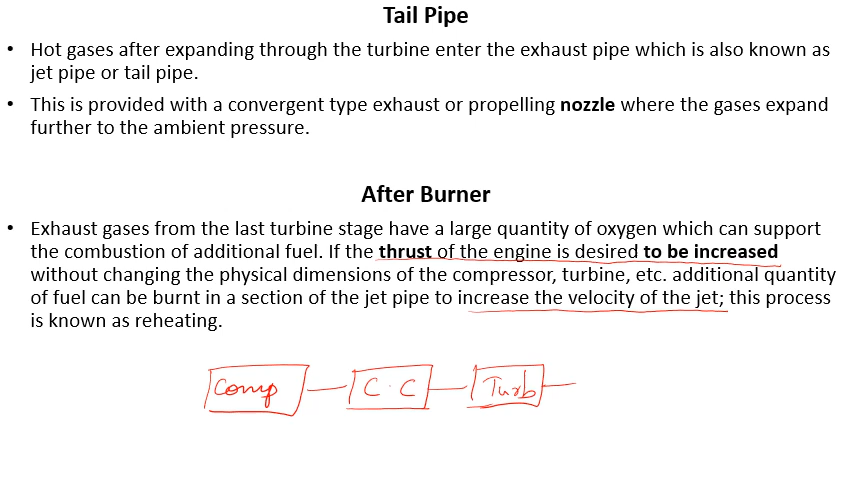 Tail Pipe
• Hot gases after expanding through the turbine enter the exhaust pipe which is also known as
jet pipe or tail pipe.
• This is provided with a convergent type exhaust or propelling nozzle where the gases expand
further to the ambient pressure.
After Burner
• Exhaust gases from the last turbine stage have a large quantity of oxygen which can support
the combustion of additional fuel. If the thrust of the engine is desired to be increased
without changing the physical dimensions of the compressor, turbine, etc. additional quantity
of fuel can be burnt in a section of the jet pipe to increase the velocity of the jet; this process
is known as reheating.
Comp C.C Turb